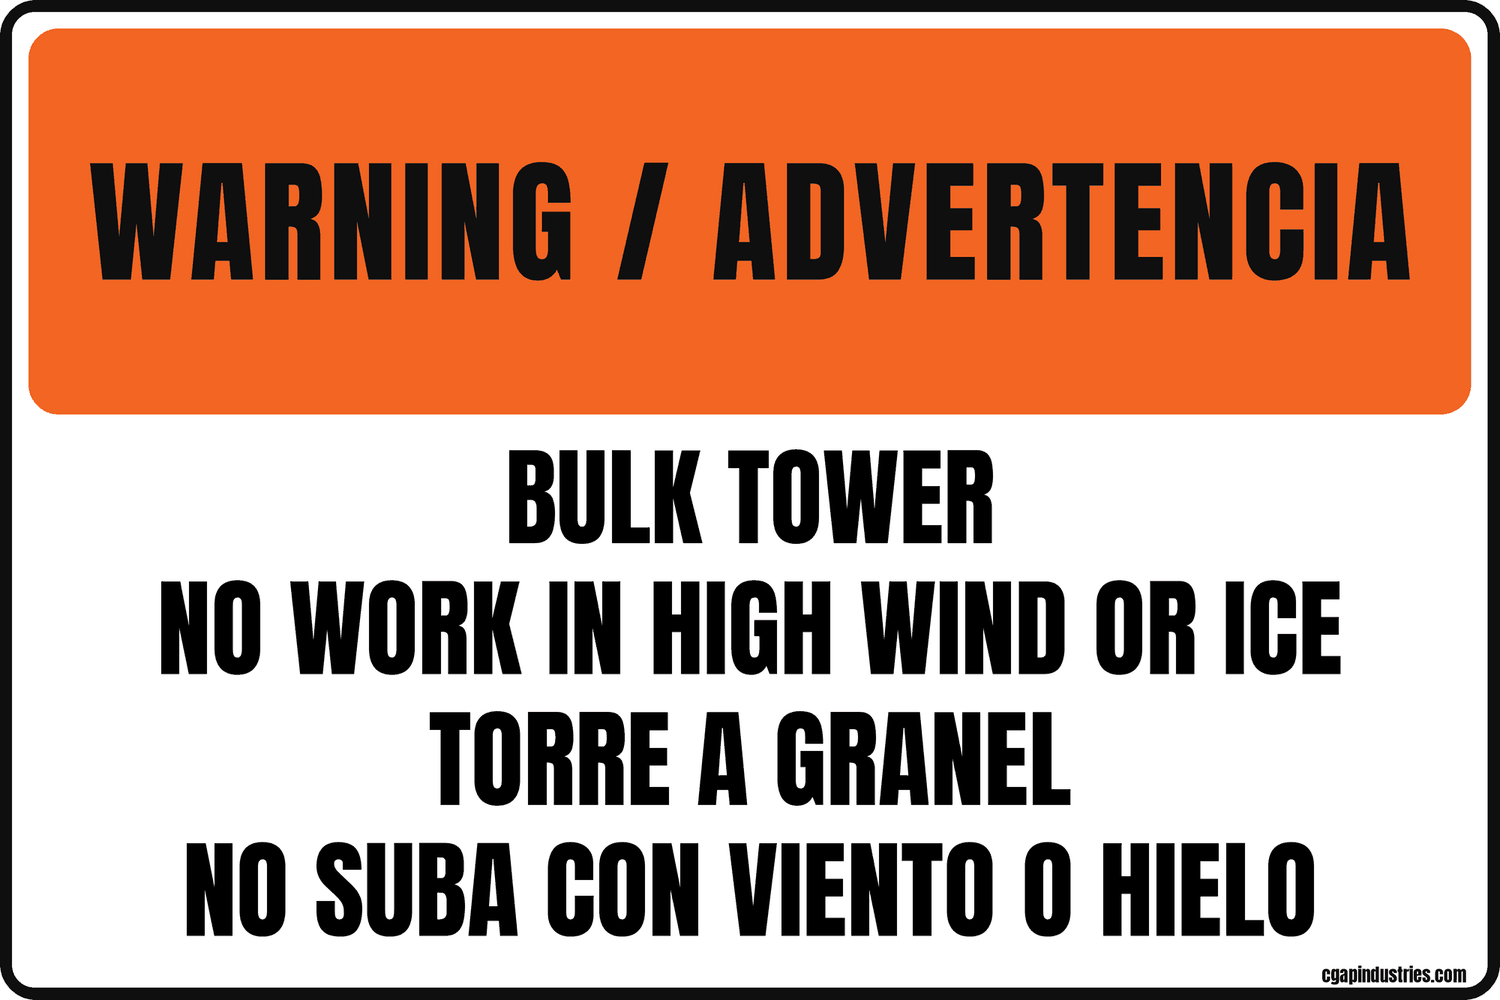 WARNING / ADVERTENCIA
BULK TOWER
NO WORK IN HIGH WIND OR ICE
TORRE A GRANEL
NO SUBA CON VIENTO O HIELO
cgapindustries.com